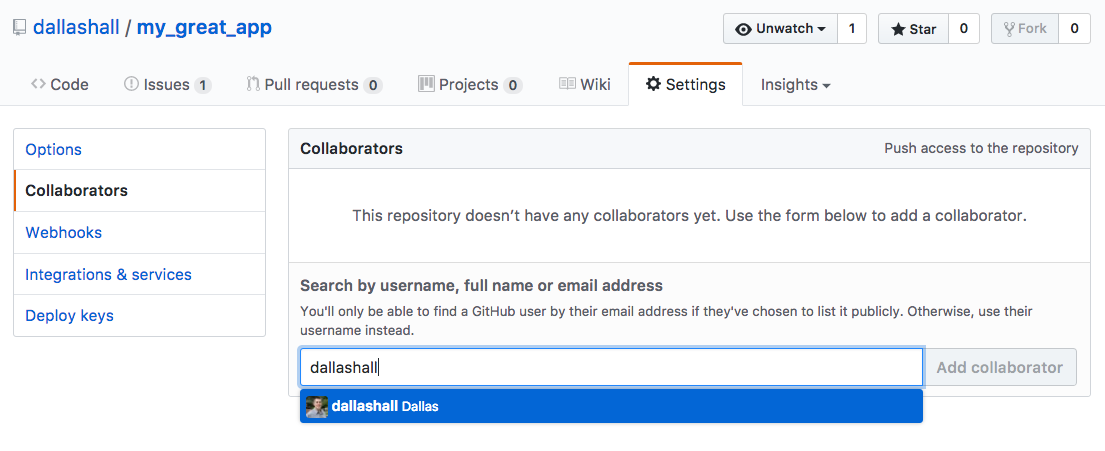 dallashall / my_great_app
Unwatch 1 Star 0 Fork 0
Code Issues 1 Pull requests 0 Projects 0 Wiki Settings Insights
Options
Collaborators
Webhooks
Integrations & services
Deploy keys
Collaborators Push access to the repository
This repository doesn’t have any collaborators yet. Use the form below to add a collaborator.
Search by username, full name or email address
You'll only be able to find a GitHub user by their email address if they've chosen to list it publicly. Otherwise, use their
username instead.
dallashall Add collaborator
dallashall Dallas